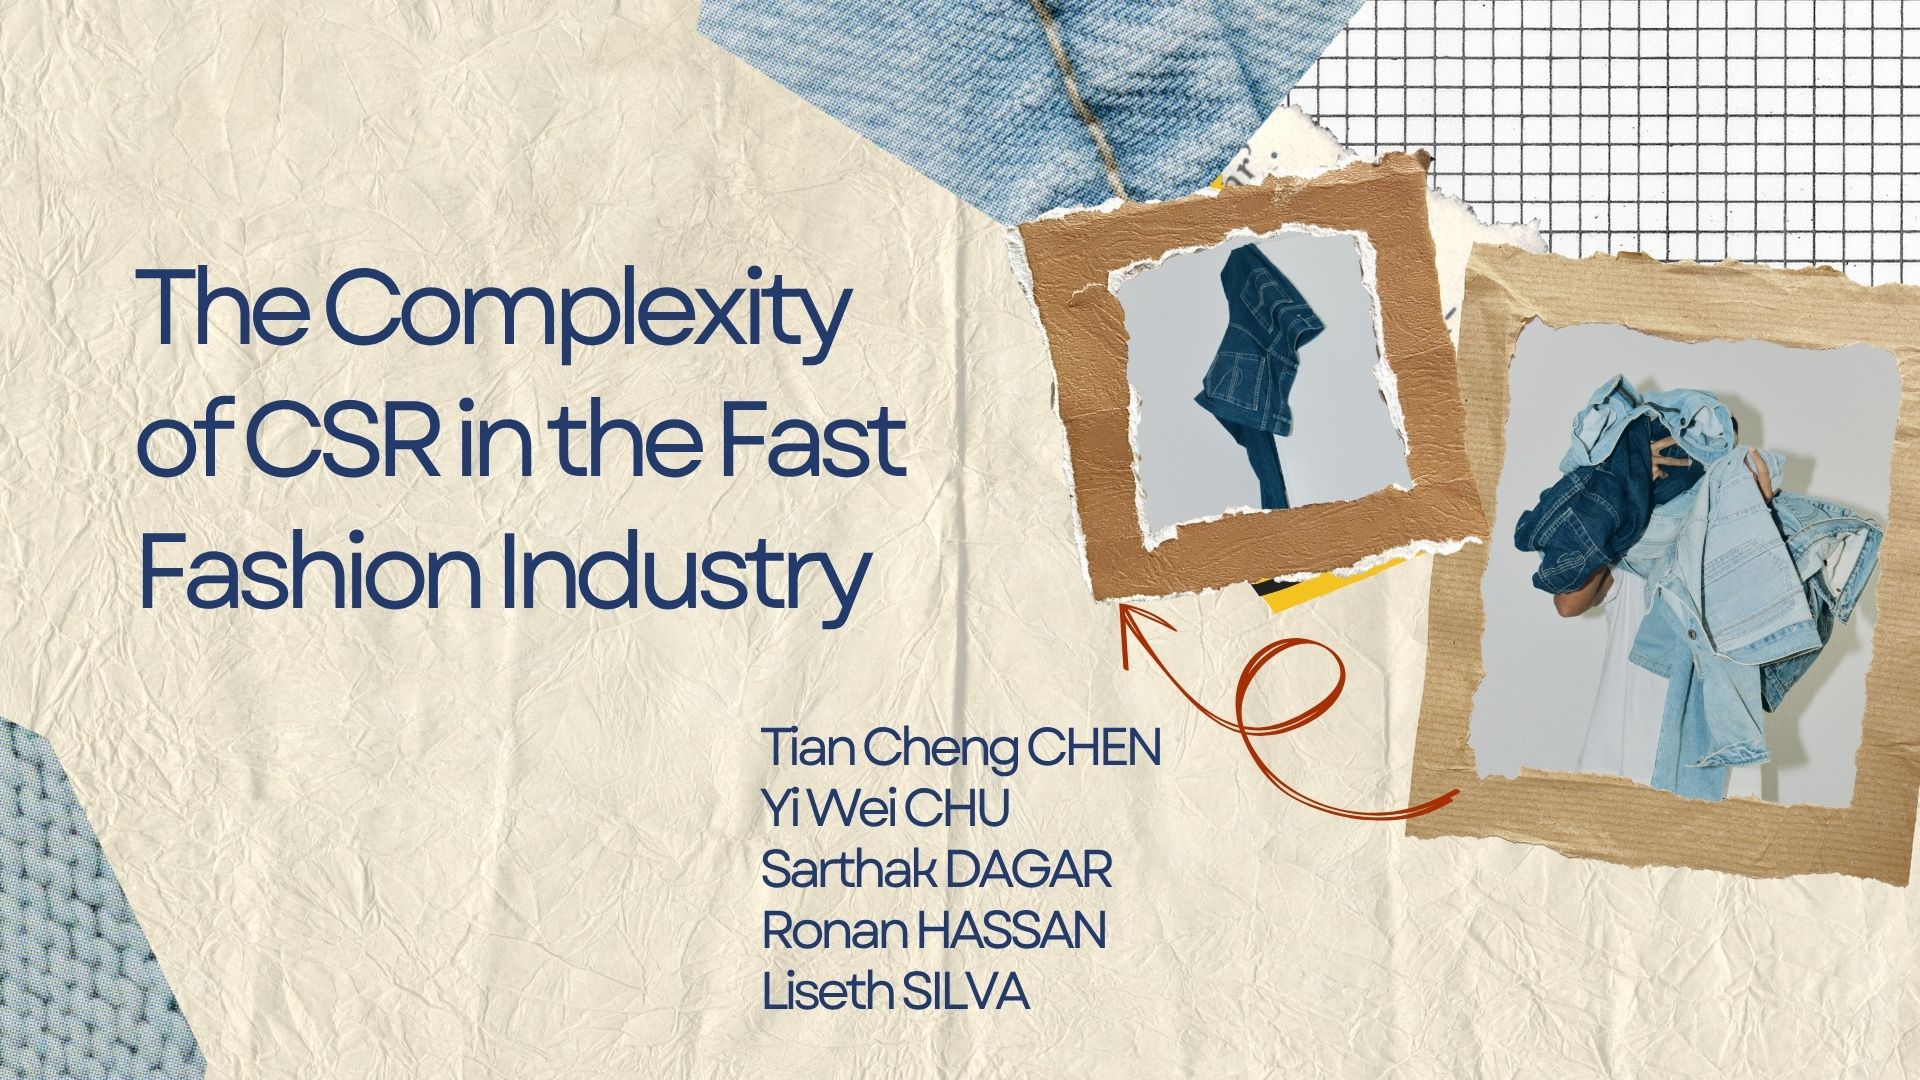 The Complexity
of CSR in the Fast
Fashion Industry
Tian Cheng CHEN
Yi Wei CHU
Sarthak DAGAR
Ronan HASSAN
Liseth SILVA